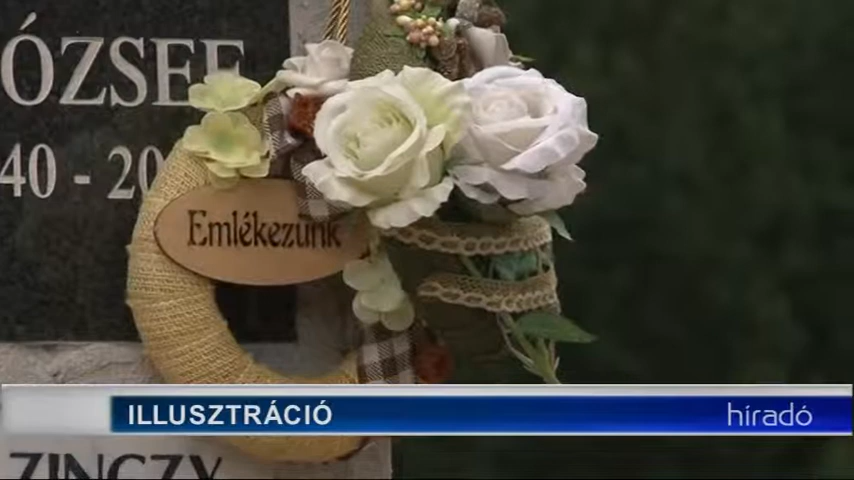 ÓZSEF
40 - 20
Emlékezünk
ILLUSZTRÁCIÓ
híradó
ZINCZY